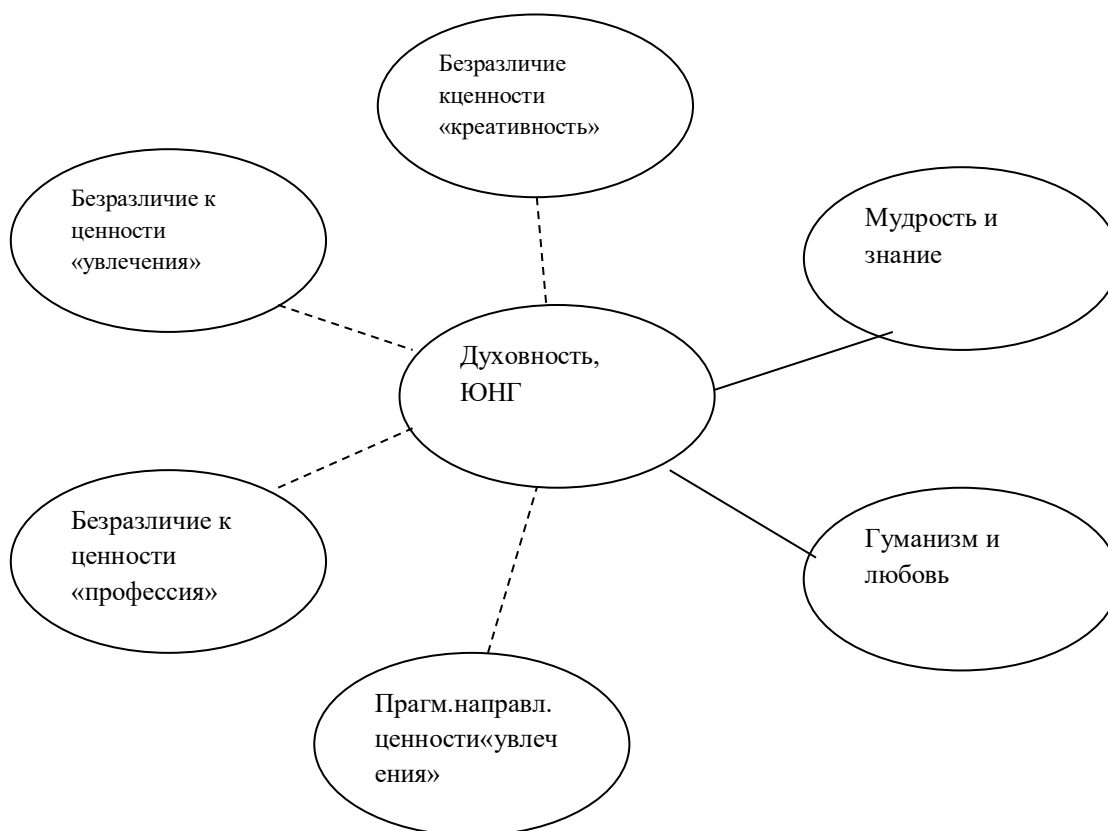 Безразличие
кценности
«креативность»
Безразличие к
ценности
«увлечения»
Мудрость и
знание
Духовность,
ЮНГ
Безразличие к
ценности
«профессия»
Гуманизм и
любовь
Прагм.направл.
ценности«увлеч
ения»